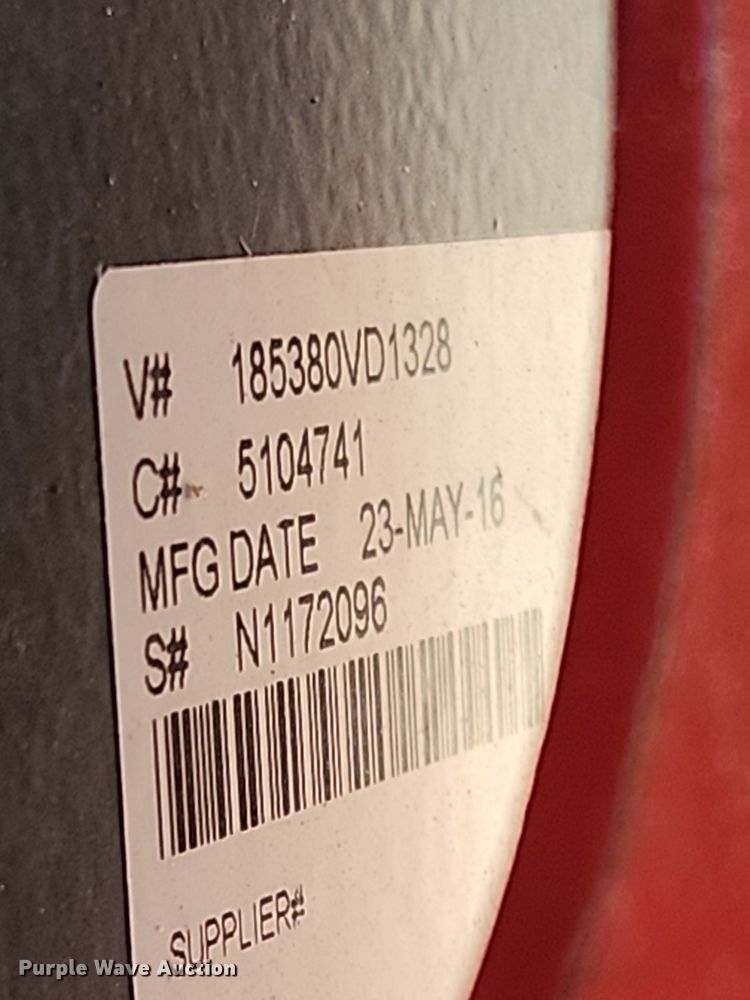 V# 185380VD1328
C# 5104741
MFG DATE 23-MAY-16
S# N1172096
SUPPLIER#
Purple Wave Auction